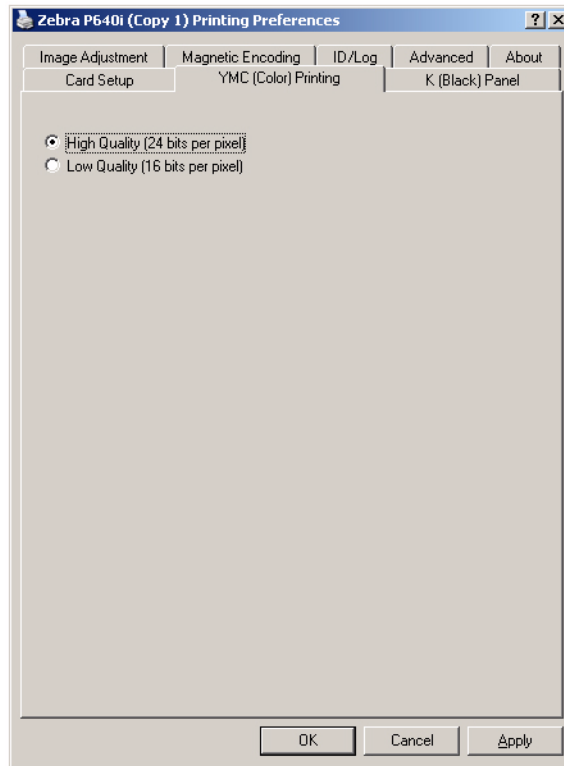 Zebra P640i (Copy 1) Printing Preferences
Image Adjustment Magnetic Encoding ID/Log Advanced About
Card Setup YMC (Color) Printing K (Black) Panel
High Quality (24 bits per pixel)
Low Quality (16 bits per pixel)
OK Cancel Apply